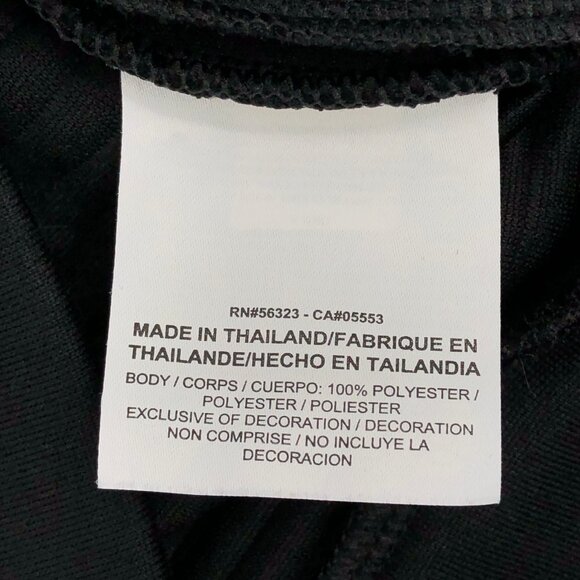 RN#56323 - CA#05553
MADE IN THAILAND/FABRIQUE EN
THAILANDE/HECHO EN TAILANDIA
BODY / CORPS / CUERPO: 100% POLYESTER /
POLYESTER / POLIESTER
EXCLUSIVE OF DECORATION / DECORATION
NON COMPRISE / NO INCLUYE LA
DECORACION